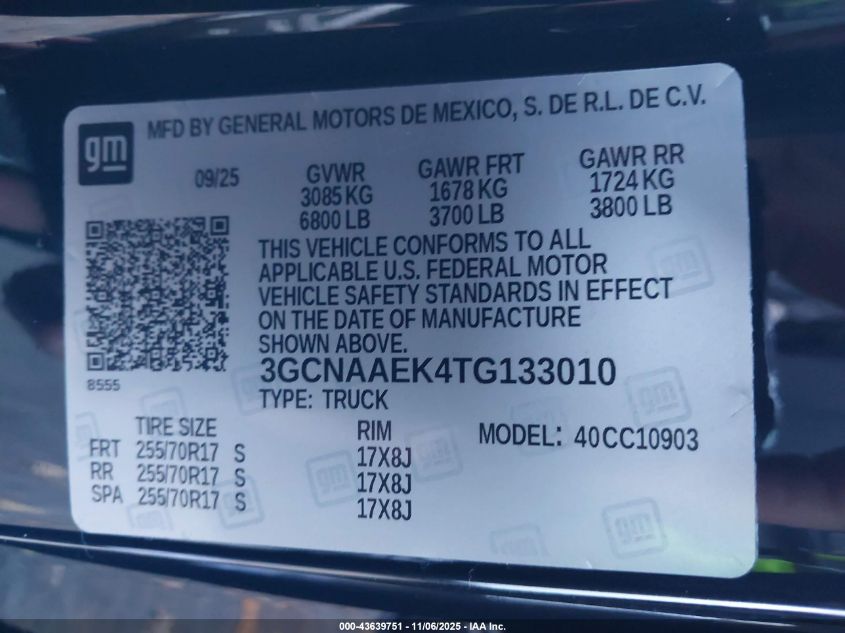 gm
MFD BY GENERAL MOTORS DE MEXICO, S. DE R.L. DE C.V.
09/25 GVWR GAWR FRT GAWR RR
3085 KG 1678 KG 1724 KG
6800 LB 3700 LB 3800 LB
THIS VEHICLE CONFORMS TO ALL
APPLICABLE U.S. FEDERAL MOTOR
VEHICLE SAFETY STANDARDS IN EFFECT
ON THE DATE OF MANUFACTURE
SHOWN ABOVE.
8555
3GCNAAEK4TG133010
TYPE: TRUCK
TIRE SIZE RIM MODEL: 40CC10903
FRT 255/70R17 S 17X8J
RR 255/70R17 S 17X8J
SPA 255/70R17 S 17X8J
000-43639751 - 11/06/2025 - IAA Inc.